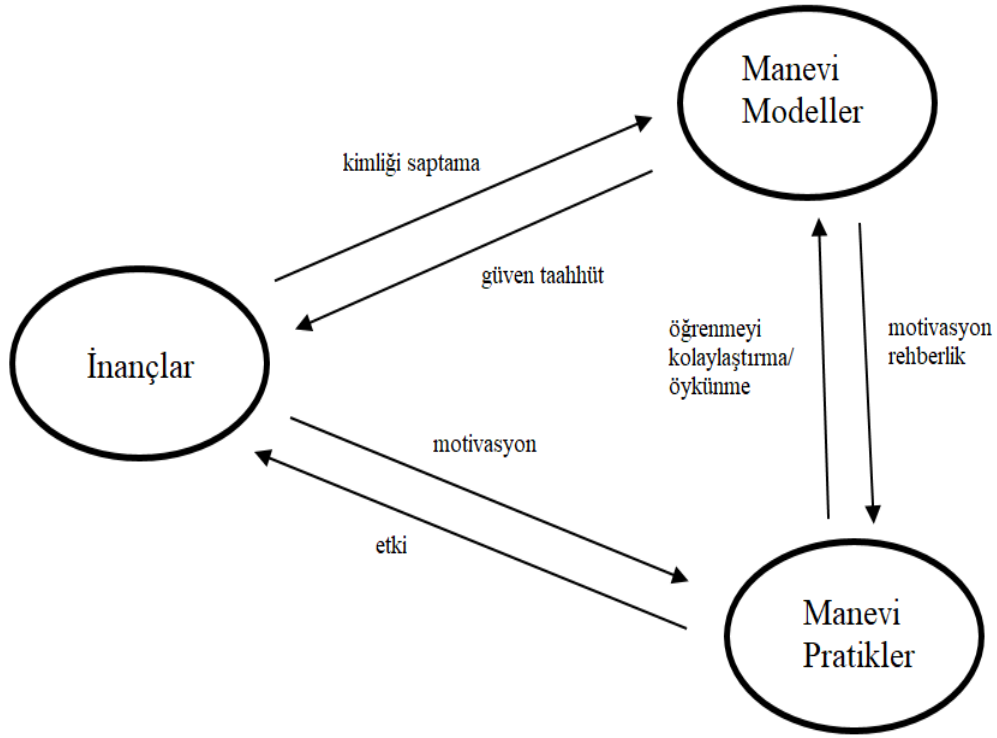 Manevi
Modeller
kimliği saptama
güven taahhüt
öğrenmeyi
kolaylaştırma/
öykünme
motivasyon
rehberlik
İnançlar
motivasyon
etki
Manevi
Pratikler